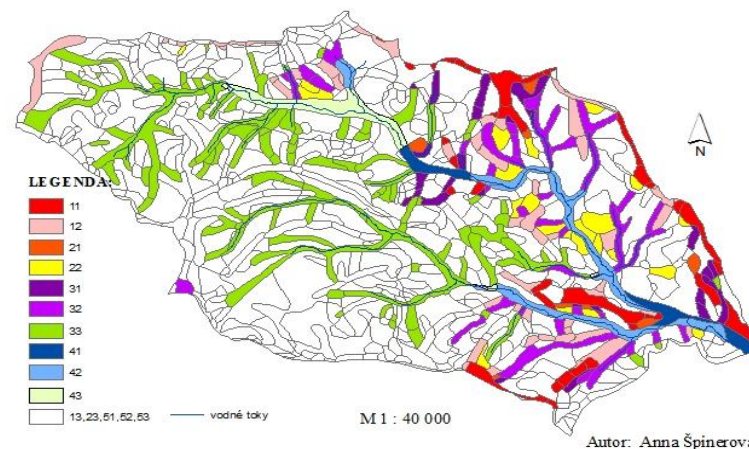 N
LEGENDA:
11
12
21
22
31
32
33
41
42
43
13,23,51,52,53
vodné toky
M 1 : 40 000
Autor: Anna Špinerová